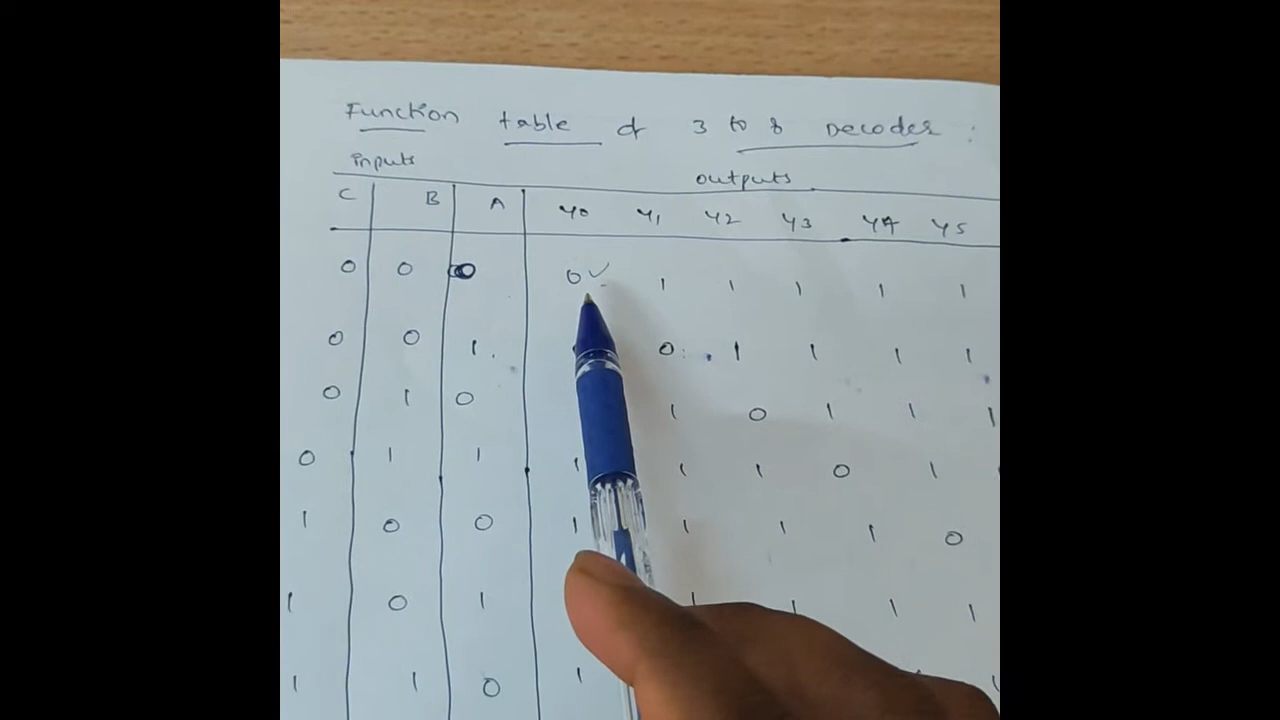 Function table of 3 to 8 Decoder :
inputs outputs
C B A Y0 Y1 Y2 Y3 Y4 Y5
0 0 0 0 ✓ 1 1 1 1 1
0 0 1 0 1 1 1 1
0 1 0 1 0 1 1 1
0 1 1 1 1 1 0 1
1 0 0 1 1 1 1 0
1 0 1 1 1 1 1
1 1 0 1